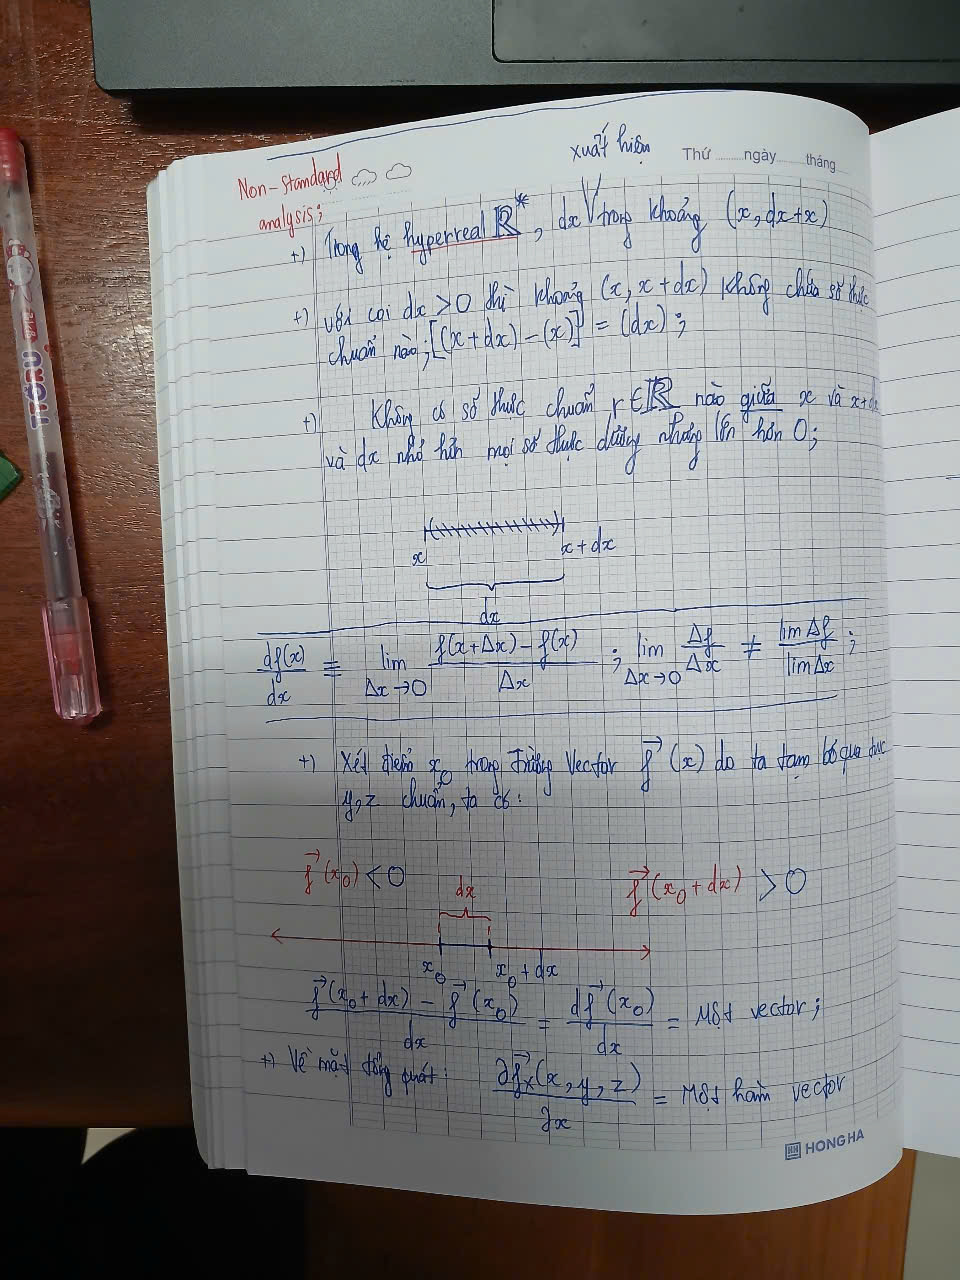 xuất hiện
Thứ ........ngày........tháng....
Non-Standard
analysis;
+) Trong hệ hyperreal ℝ*, dx V trong khoảng (x, dx+x)
+) Với coi dx > 0 thì khoảng (x, x+dx) không chứa số thực
chuẩn nào; [(x+dx)-(x)] = (dx);
+) Không có số thực chuẩn r∈ℝ nào giữa x và x+dx
và dx nhỏ hơn mọi số thực dương nhưng lớn hơn 0;
x x+dx
dx
df(x)/dx ≡ lim Δx→0 (f(x+Δx) - f(x))/Δx ; lim Δx→0 Δf/Δx ≠ lim Δf/lim Δx ;
+) Xét điểm x₀ trong trường Vector f⃗(x) do ta tạm bỏ qua trục
y, z chuẩn, ta có:
f⃗(x₀) < 0 dx f⃗(x₀+dx) > 0
x₀ x₀+dx
(f⃗(x₀+dx) - f⃗(x₀))/dx = df⃗(x₀)/dx = Một vector;
+) Về mặt tổng quát: ∂f⃗ₓ(x, y, z)/∂x = Một hàm vector
HONG HA